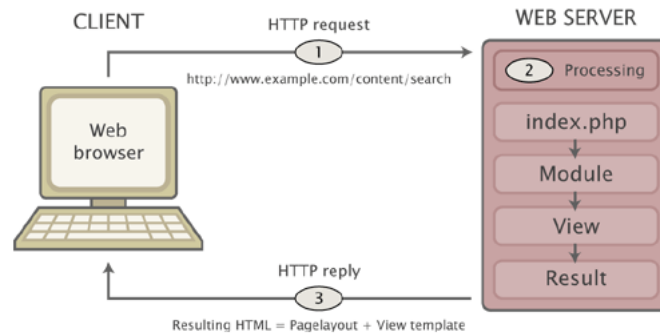 CLIENT
HTTP request
WEB SERVER
1
http://www.example.com/content/search
2 Processing
Web
browser
index.php
Module
View
Result
HTTP reply
3
Resulting HTML = Pagelayout + View template